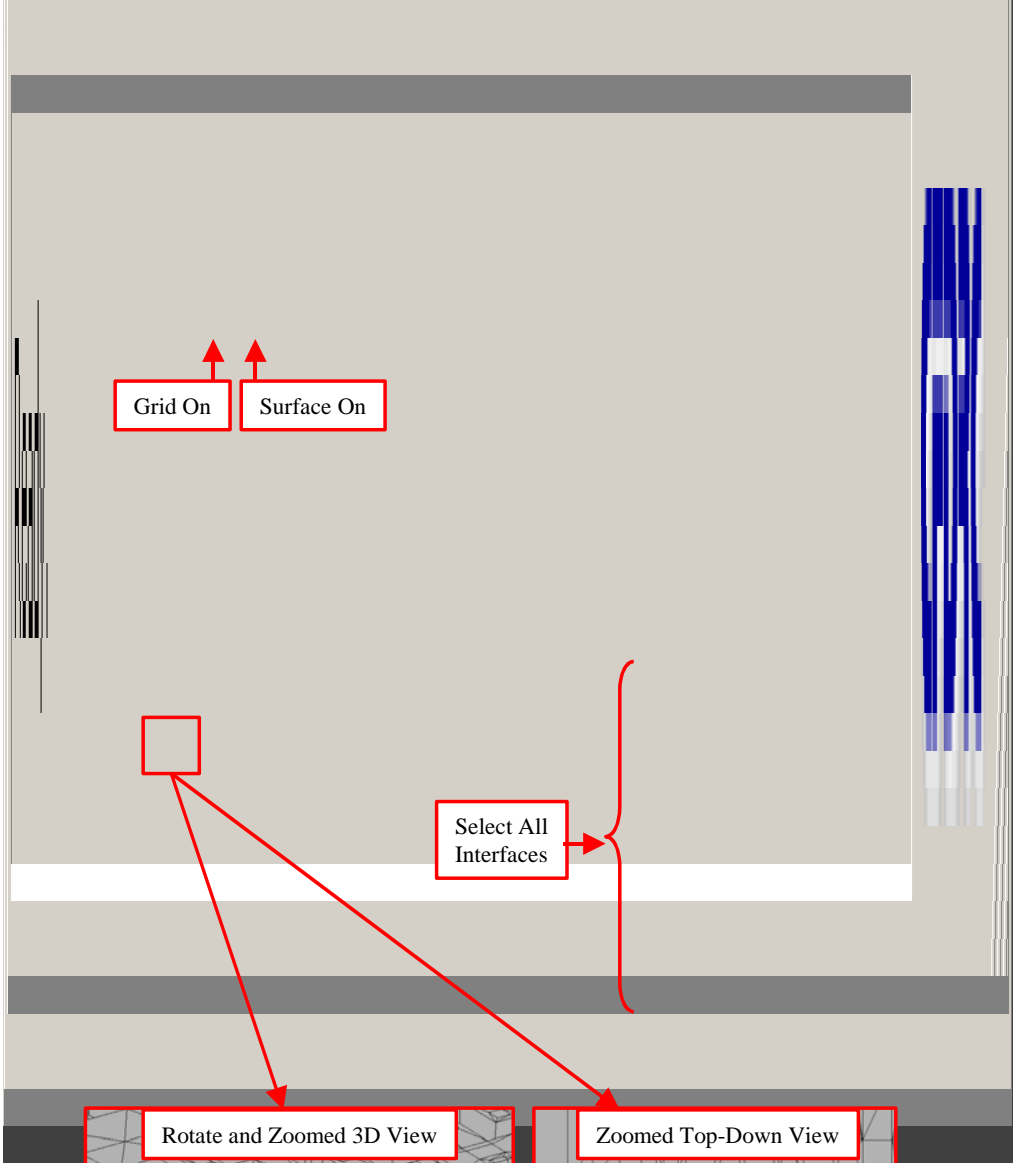 Grid On
Surface On
Select All
Interfaces
Rotate and Zoomed 3D View
Zoomed Top-Down View